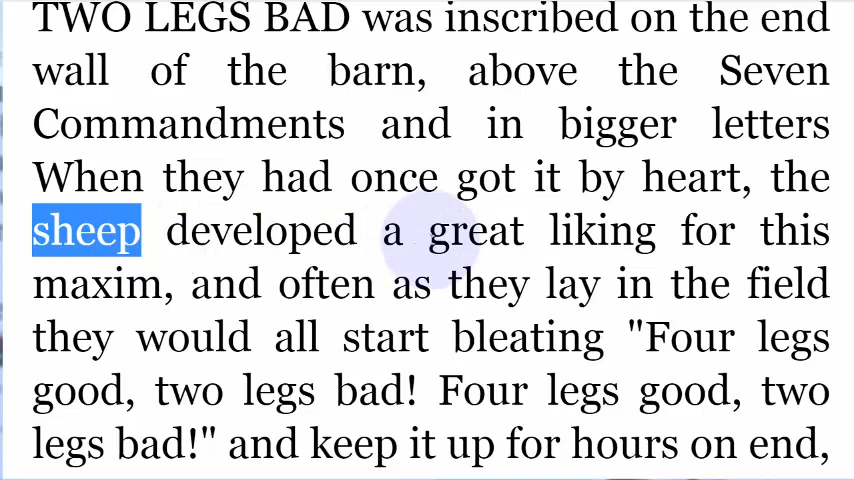 TWO LEGS BAD was inscribed on the end
wall of the barn, above the Seven
Commandments and in bigger letters
When they had once got it by heart, the
sheep developed a great liking for this
maxim, and often as they lay in the field
they would all start bleating "Four legs
good, two legs bad! Four legs good, two
legs bad!" and keep it up for hours on end,